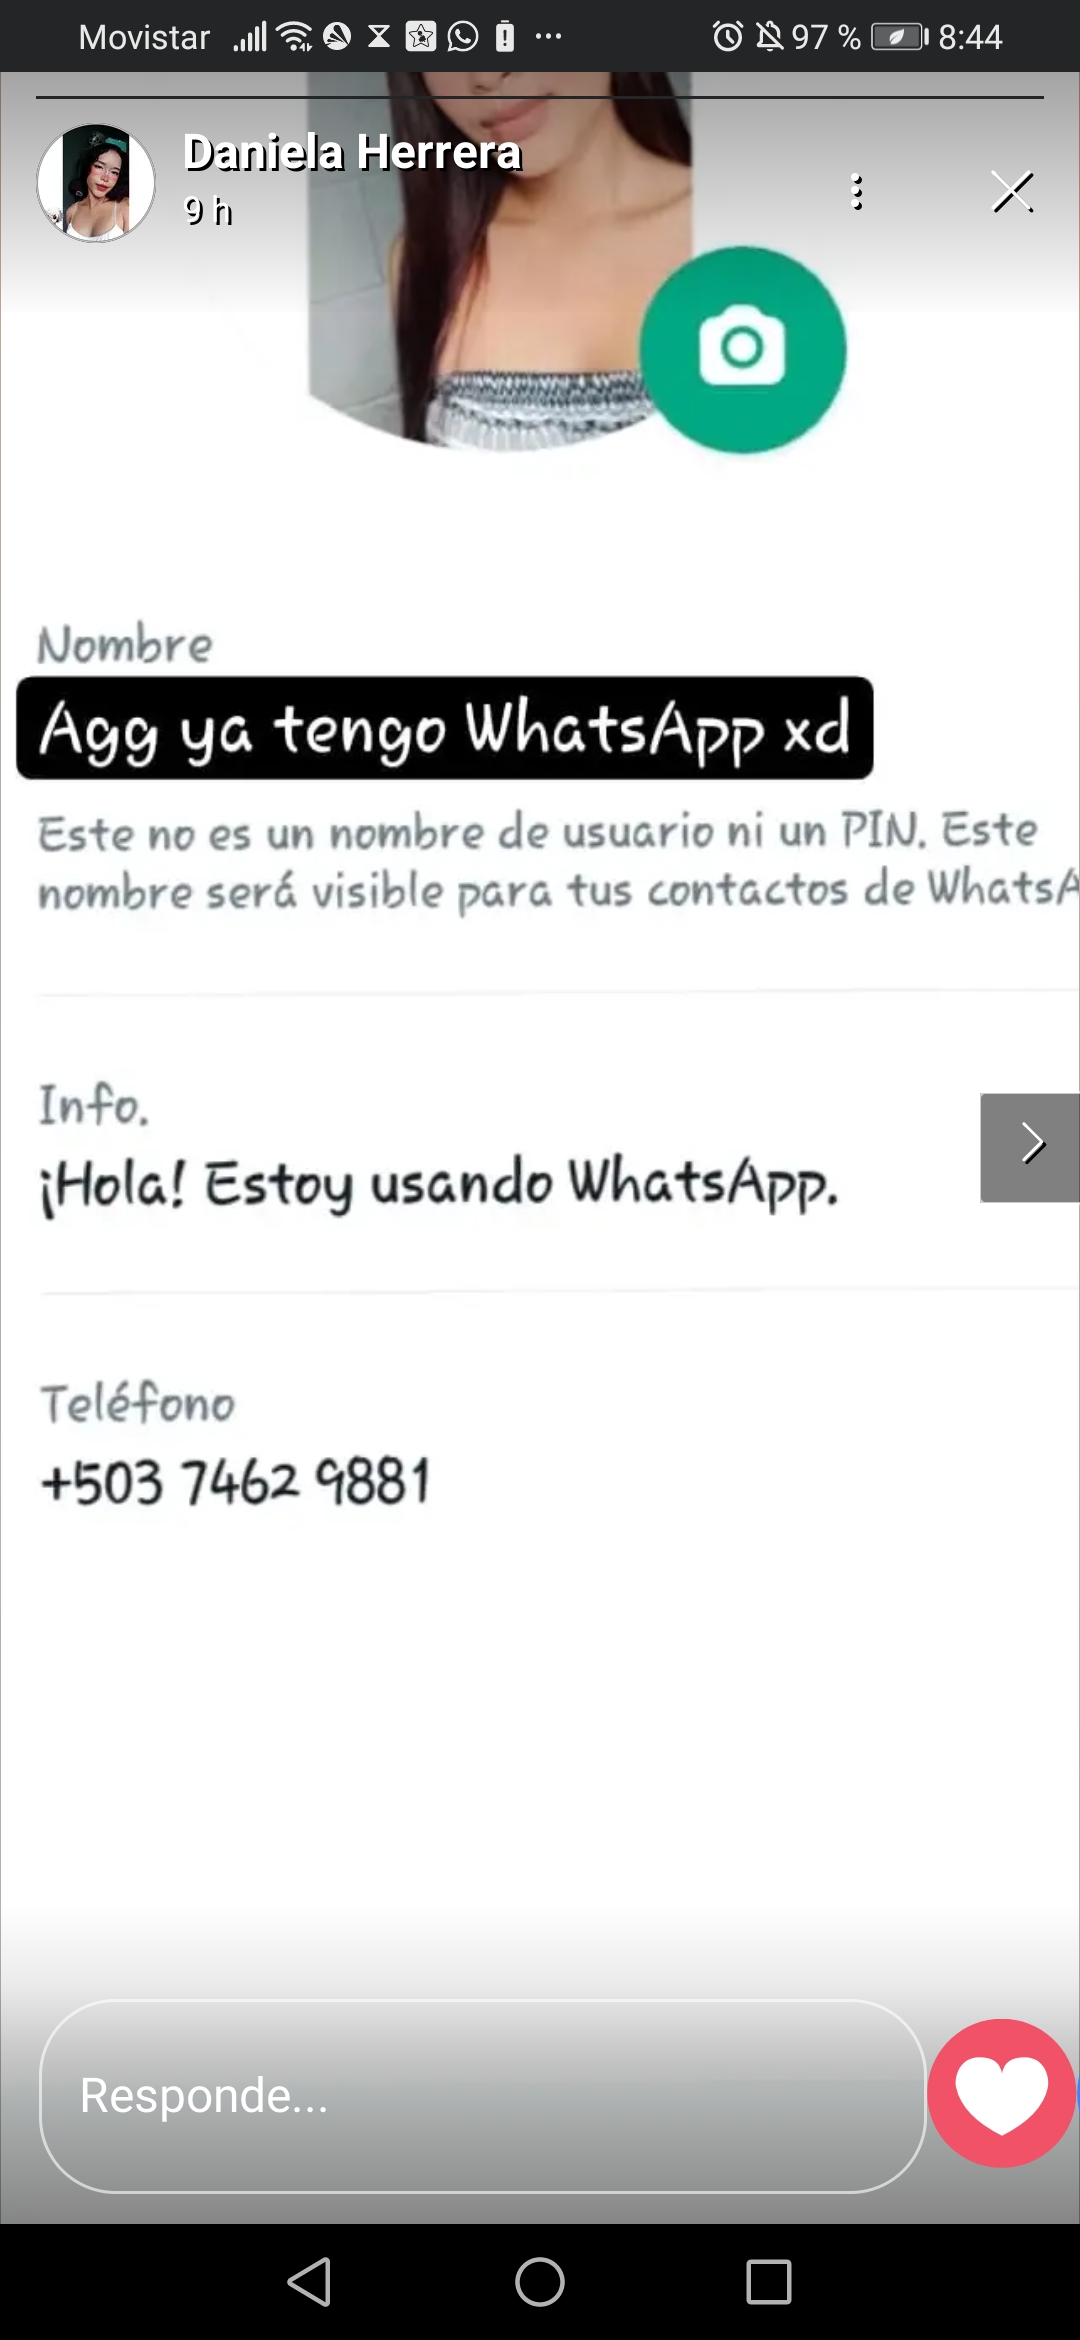 Movistar 97 % 8:44
Daniela Herrera
9 h
Nombre
Agg ya tengo WhatsApp xd
Este no es un nombre de usuario ni un PIN. Este
nombre será visible para tus contactos de WhatsA
Info.
¡Hola! Estoy usando WhatsApp.
Teléfono
+503 7462 9881
Responde...